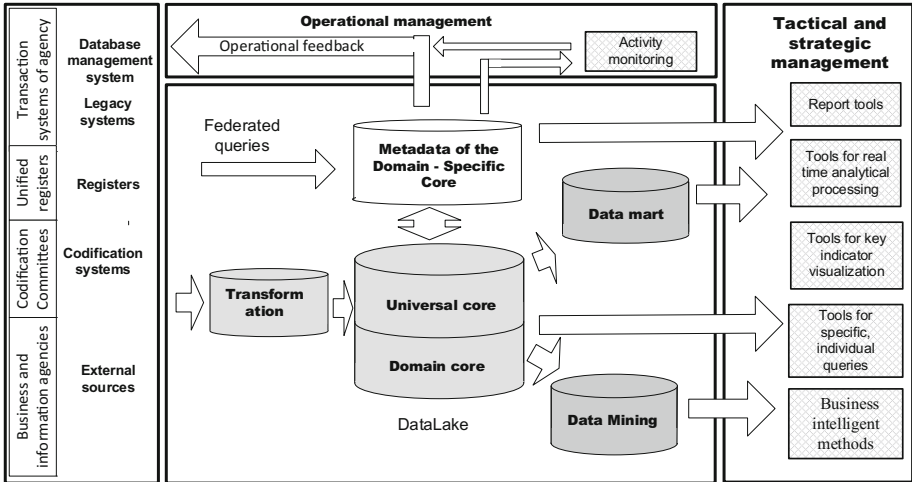 Transaction
systems of agency
Unified
registers
Codification
Committees
Business and
information agencies
Database
management
system
Legacy
systems
Registers
Codification
systems
External
sources
Operational management
Operational feedback
Activity
monitoring
Federated
queries
Metadata of the
Domain - Specific
Core
Data mart
Transform
ation
Universal core
Domain core
DataLake
Data Mining
Tactical and
strategic
management
Report tools
Tools for real
time analytical
processing
Tools for key
indicator
visualization
Tools for
specific,
individual
queries
Business
intelligent
methods